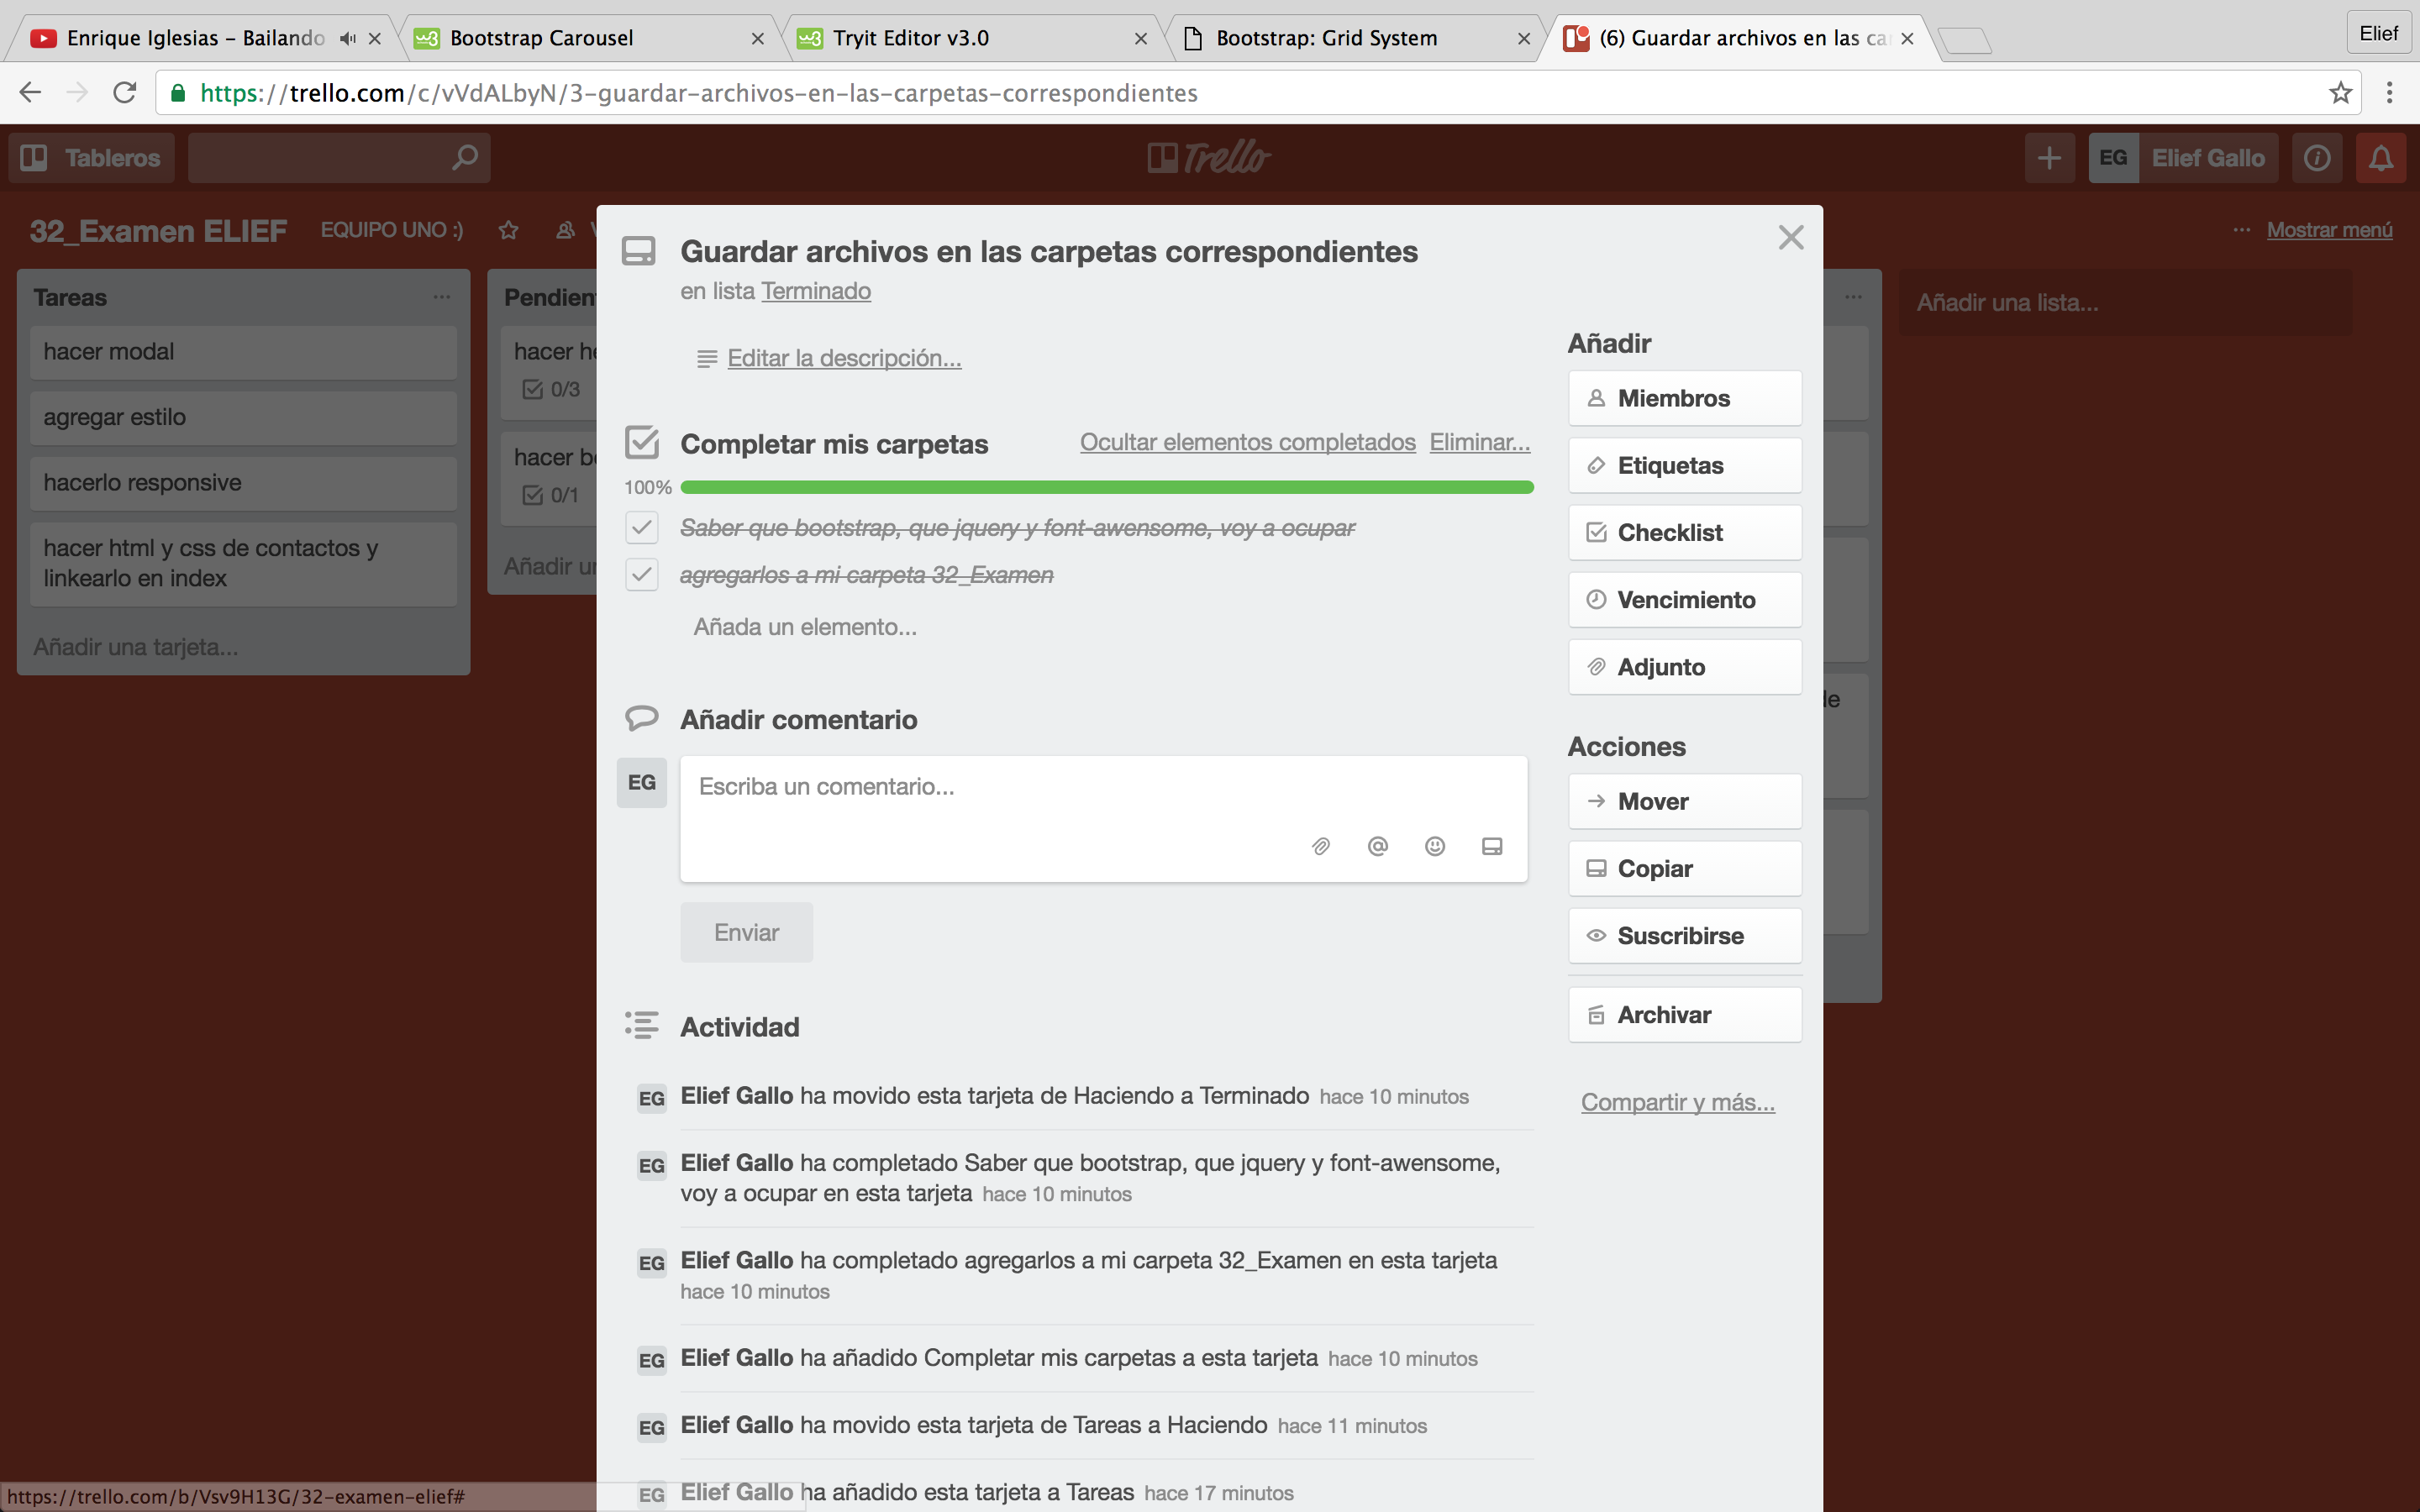 Enrique Iglesias – Bailando
Bootstrap Carousel
Tryit Editor v3.0
Bootstrap: Grid System
(6) Guardar archivos en las ca
Elief
https://trello.com/c/vVdALbyN/3-guardar-archivos-en-las-carpetas-correspondientes
Tableros
Trello
EG Elief Gallo
32_Examen ELIEF
EQUIPO UNO :)
... Mostrar menú
Tareas ...
hacer modal
agregar estilo
hacerlo responsive
hacer html y css de contactos y
linkearlo en index
Añadir una tarjeta...
Pendien
hacer he
0/3
hacer b
0/1
Añadir u
Guardar archivos en las carpetas correspondientes
en lista Terminado
Editar la descripción...
Completar mis carpetas
Ocultar elementos completados Eliminar...
100%
Saber que bootstrap, que jquery y font-awensome, voy a ocupar
agregarlos a mi carpeta 32_Examen
Añada un elemento...
Añadir comentario
EG
Escriba un comentario...
@
Enviar
Actividad
EG Elief Gallo ha movido esta tarjeta de Haciendo a Terminado hace 10 minutos
EG Elief Gallo ha completado Saber que bootstrap, que jquery y font-awensome,
voy a ocupar en esta tarjeta hace 10 minutos
EG Elief Gallo ha completado agregarlos a mi carpeta 32_Examen en esta tarjeta
hace 10 minutos
EG Elief Gallo ha añadido Completar mis carpetas a esta tarjeta hace 10 minutos
EG Elief Gallo ha movido esta tarjeta de Tareas a Haciendo hace 11 minutos
EG Elief Gallo ha añadido esta tarjeta a Tareas hace 17 minutos
Añadir
Miembros
Etiquetas
Checklist
Vencimiento
Adjunto
Acciones
Mover
Copiar
Suscribirse
Archivar
Compartir y más...
...
Añadir una lista...
https://trello.com/b/Vsv9H13G/32-examen-elief#